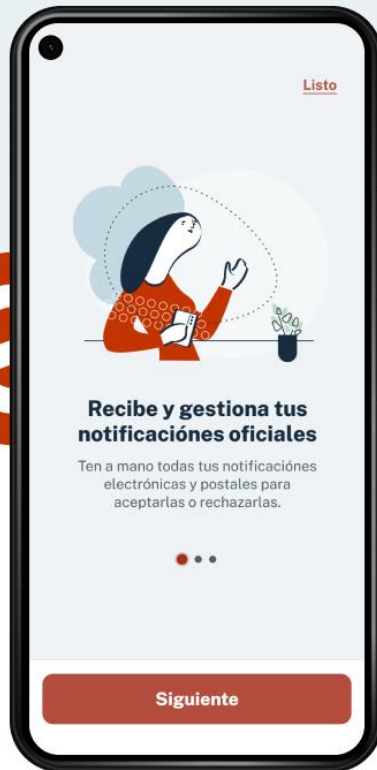 Listo
Recibe y gestiona tus
notificaciónes oficiales
Ten a mano todas tus notificaciónes
electrónicas y postales para
aceptarlas o rechazarlas.
Siguiente